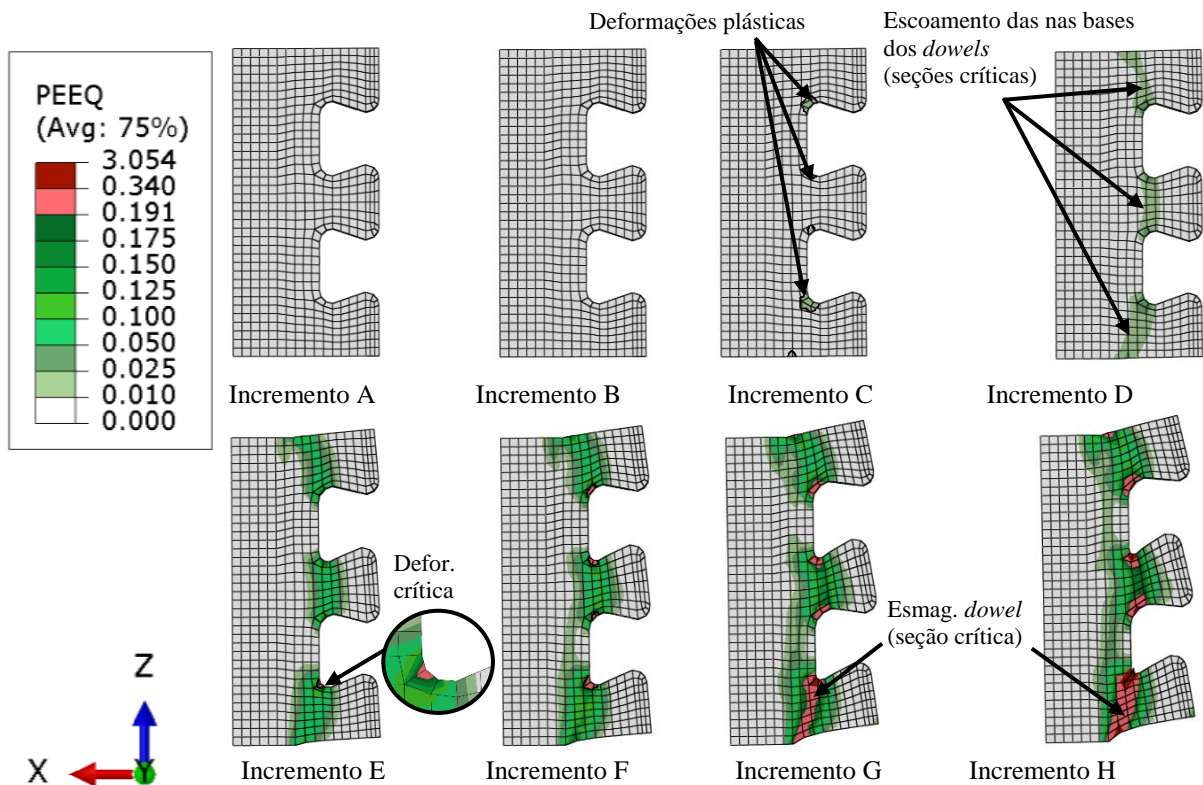 Deformações plásticas
Escoamento das nas bases
dos dowels
(seções críticas)
PEEQ
(Avg: 75%)
3.054
0.340
0.191
0.175
0.150
0.125
0.100
0.050
0.025
0.010
0.000
Incremento A
Incremento B
Incremento C
Incremento D
Defor.
crítica
Esmag. dowel
(seção crítica)
Z
X
Y
Incremento E
Incremento F
Incremento G
Incremento H